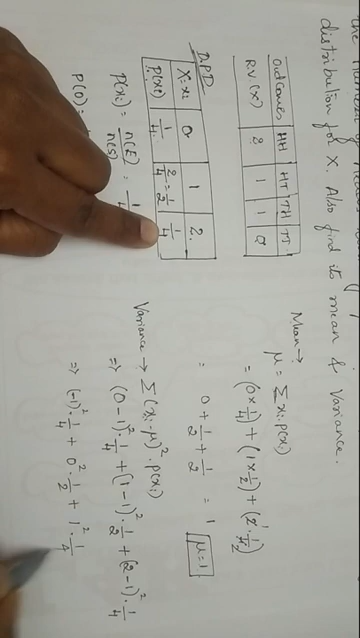 distribution for X. Also find its mean & Variance.
Outcomes HH HT TH TT
R.V.(X) 2 1 1 0
D.P.D
X=xi 0 1 2
P(xi) 1/4 2/4=1/2 1/4
P(xi) = n(E)/n(S) = 1/4
P(0) =
Mean →
μ = Σ xi.p(xi)
= (0×1/4) + (1×1/2) + (2.1/4 2)
= 0 + 1/2 + 1/2 = 1 μ=1
Variance → Σ(xi-μ)².p(xi)
⇒ (0-1)².1/4 + (1-1)².1/2 + (2-1)².1/4
⇒ (-1)².1/4 + 0².1/2 + 1².1/4